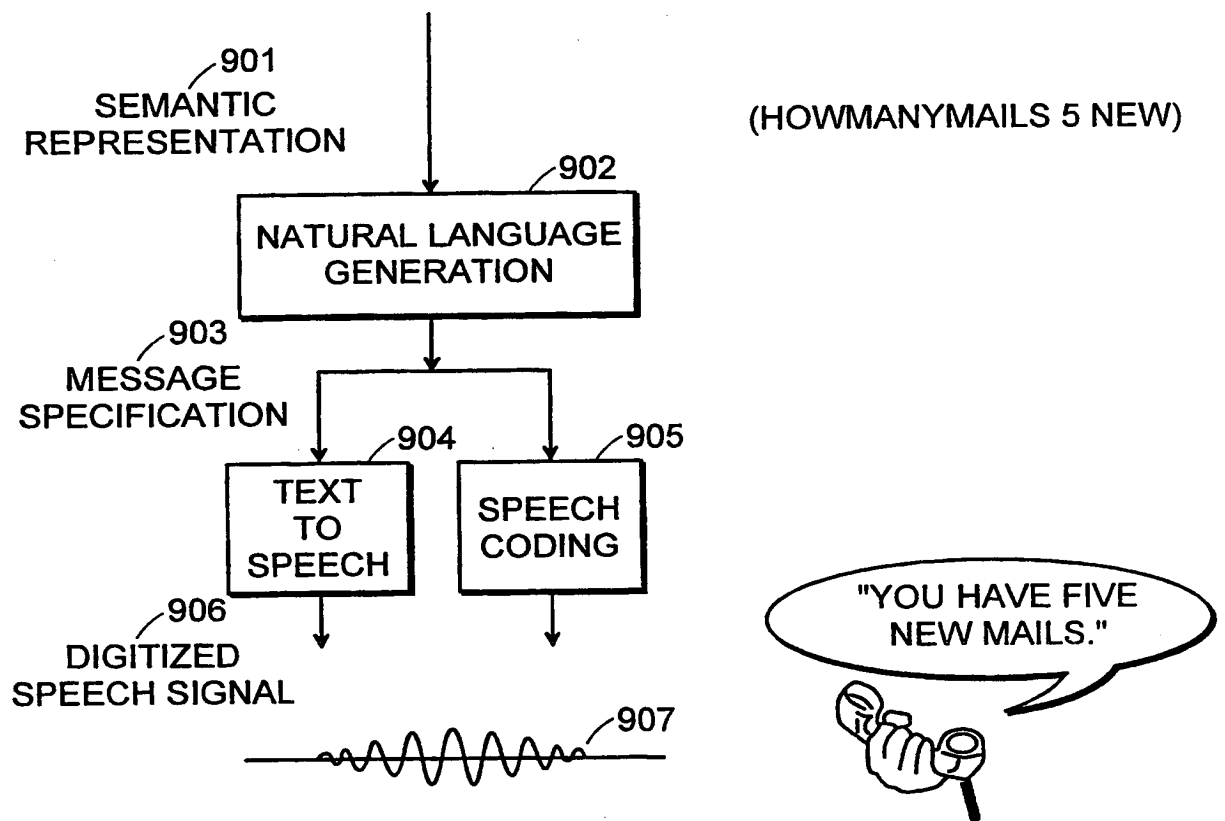 901
SEMANTIC
REPRESENTATION
(HOWMANYMAILS 5 NEW)
902
NATURAL LANGUAGE
GENERATION
903
MESSAGE
SPECIFICATION
904
TEXT
TO
SPEECH
905
SPEECH
CODING
906
DIGITIZED
SPEECH SIGNAL
"YOU HAVE FIVE
NEW MAILS."
907